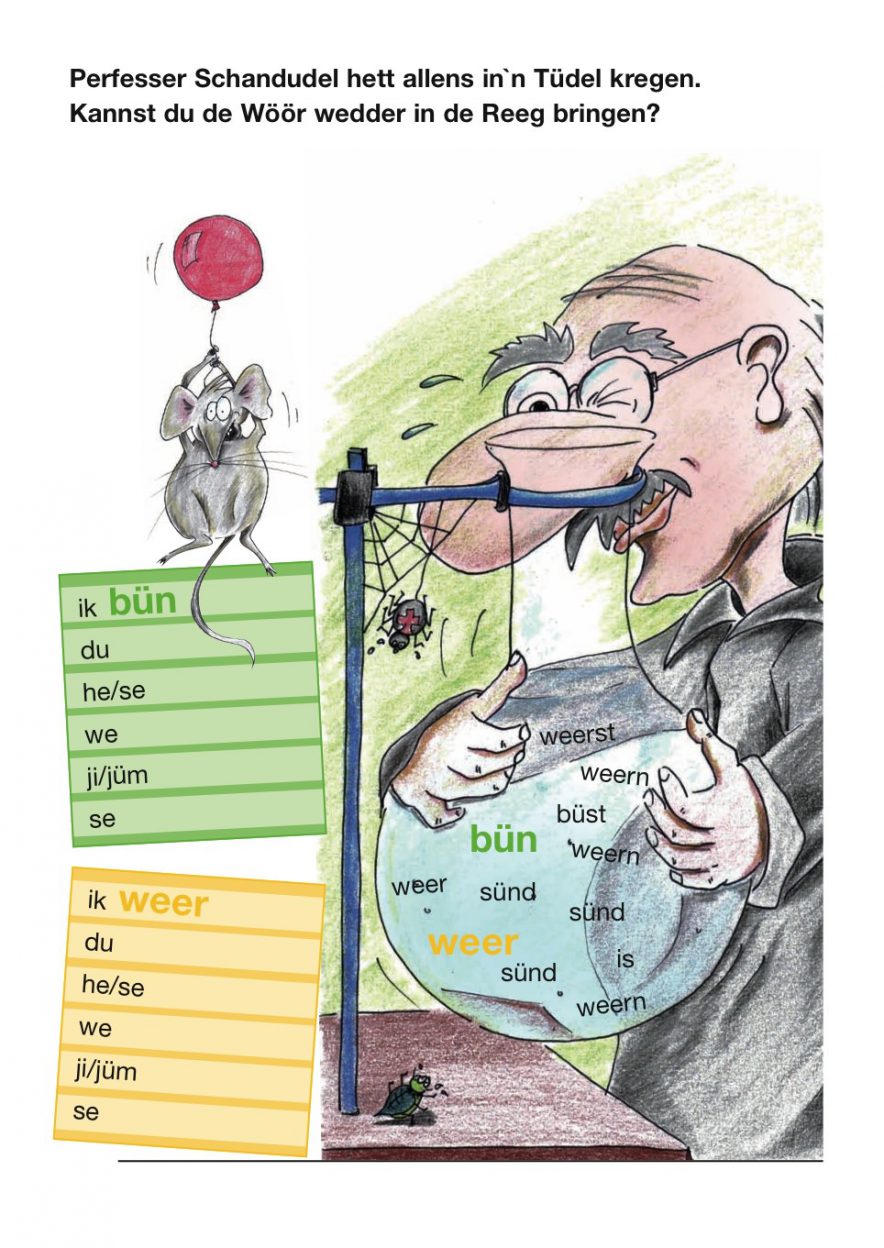 Perfesser Schandudel hett allens in`n Tüdel kregen.
Kannst du de Wöör wedder in de Reeg bringen?
ik bün
du
he/se
we
ji/jüm
se
ik weer
du
he/se
we
ji/jüm
se
weerst
weern
büst
bün
weern
weer
sünd
sünd
weer
is
sünd
weern